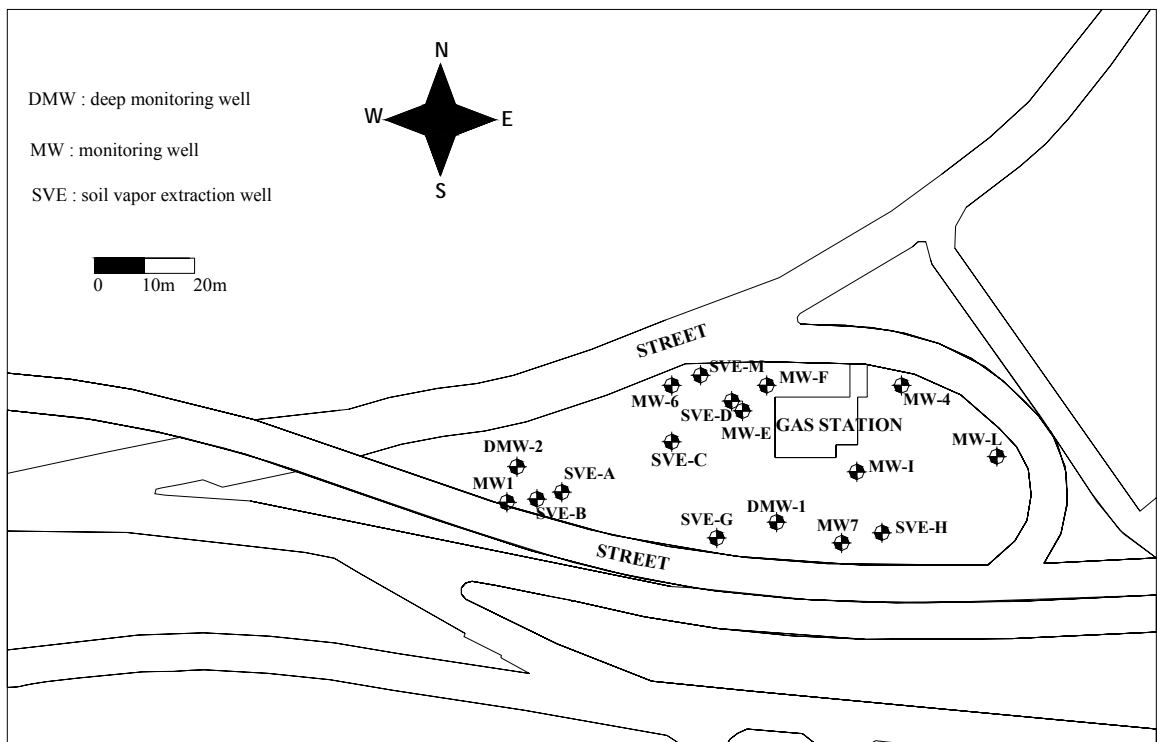 N
DMW : deep monitoring well
W
E
MW : monitoring well
S
SVE : soil vapor extraction well
0 10m 20m
STREET
SVE-M
MW-F
MW-6
MW-4
SVE-D
MW-E
GAS STATION
SVE-C
MW-L
DMW-2
MW-I
SVE-A
MW1
SVE-B
DMW-1
SVE-G
MW7
SVE-H
STREET